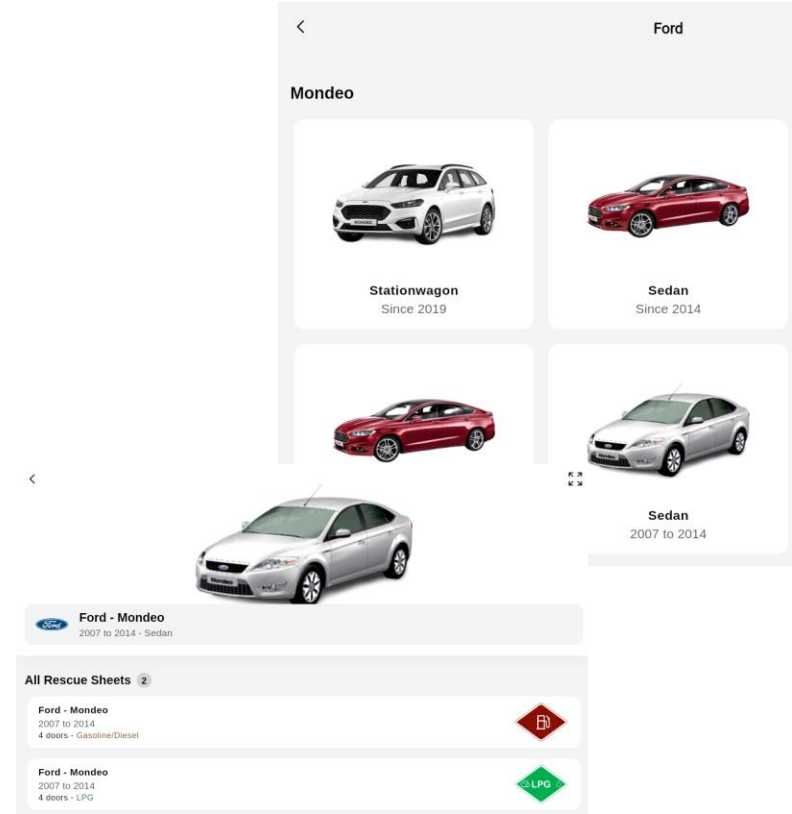 Ford
Mondeo
Stationwagon
Since 2019
Sedan
Since 2014
Sedan
2007 to 2014
Mondeo
Ford
Ford - Mondeo
2007 to 2014 - Sedan
All Rescue Sheets 2
Ford - Mondeo
2007 to 2014
4 doors - Gasoline/Diesel
Ford - Mondeo
2007 to 2014
4 doors - LPG
LPG